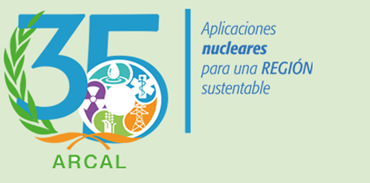 35
ARCAL
Aplicaciones
nucleares
para una REGIÓN
sustentable